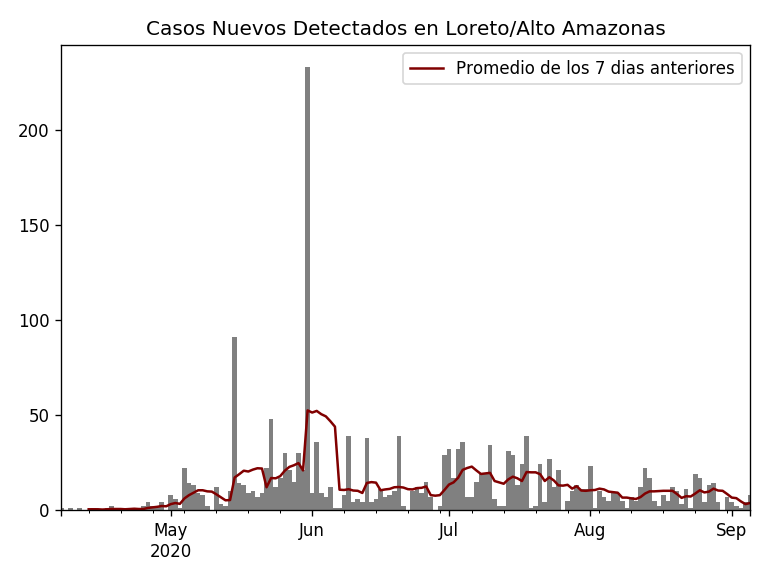 Casos Nuevos Detectados en Loreto/Alto Amazonas
Promedio de los 7 dias anteriores
200
150
100
50
0
May Jun Jul Aug Sep
2020